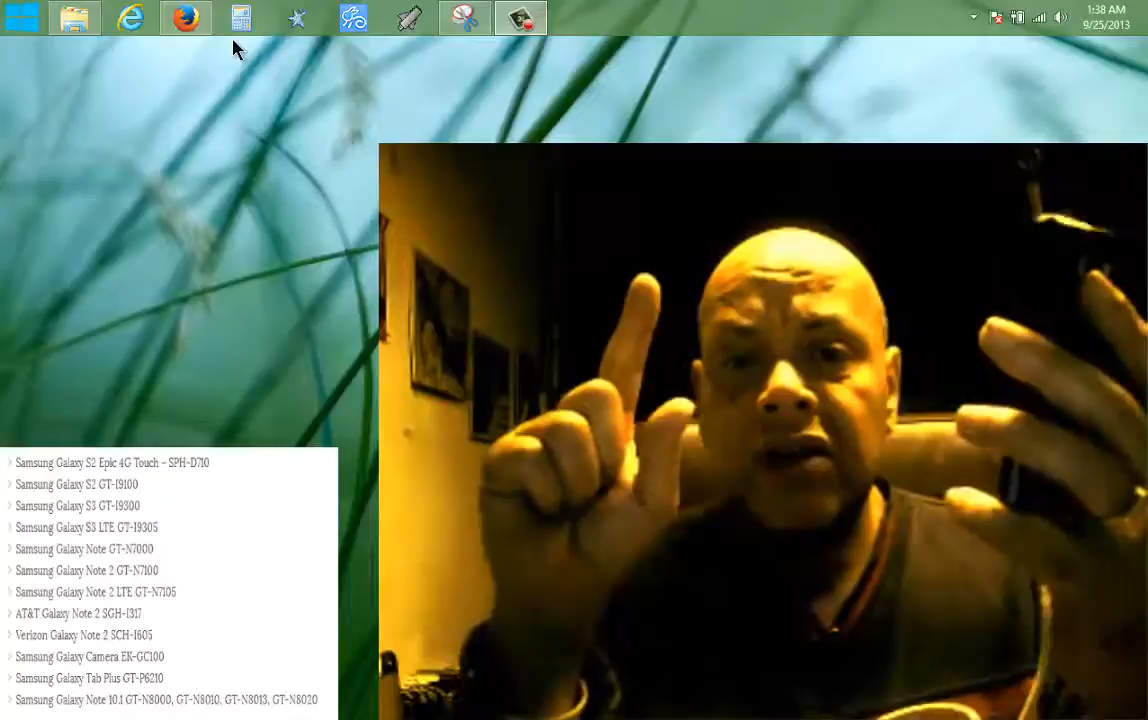 1:38 AM
9/25/2013
Samsung Galaxy S2 Epic 4G Touch - SPH-D710
Samsung Galaxy S2 GT-I9100
Samsung Galaxy S3 GT-I9300
Samsung Galaxy S3 LTE GT-I9305
Samsung Galaxy Note GT-N7000
Samsung Galaxy Note 2 GT-N7100
Samsung Galaxy Note 2 LTE GT-N7105
AT&T Galaxy Note 2 SGH-I317
Verizon Galaxy Note 2 SCH-I605
Samsung Galaxy Camera EK-GC100
Samsung Galaxy Tab Plus GT-P6210
Samsung Galaxy Note 10.1 GT-N8000, GT-N8010, GT-N8013, GT-N8020